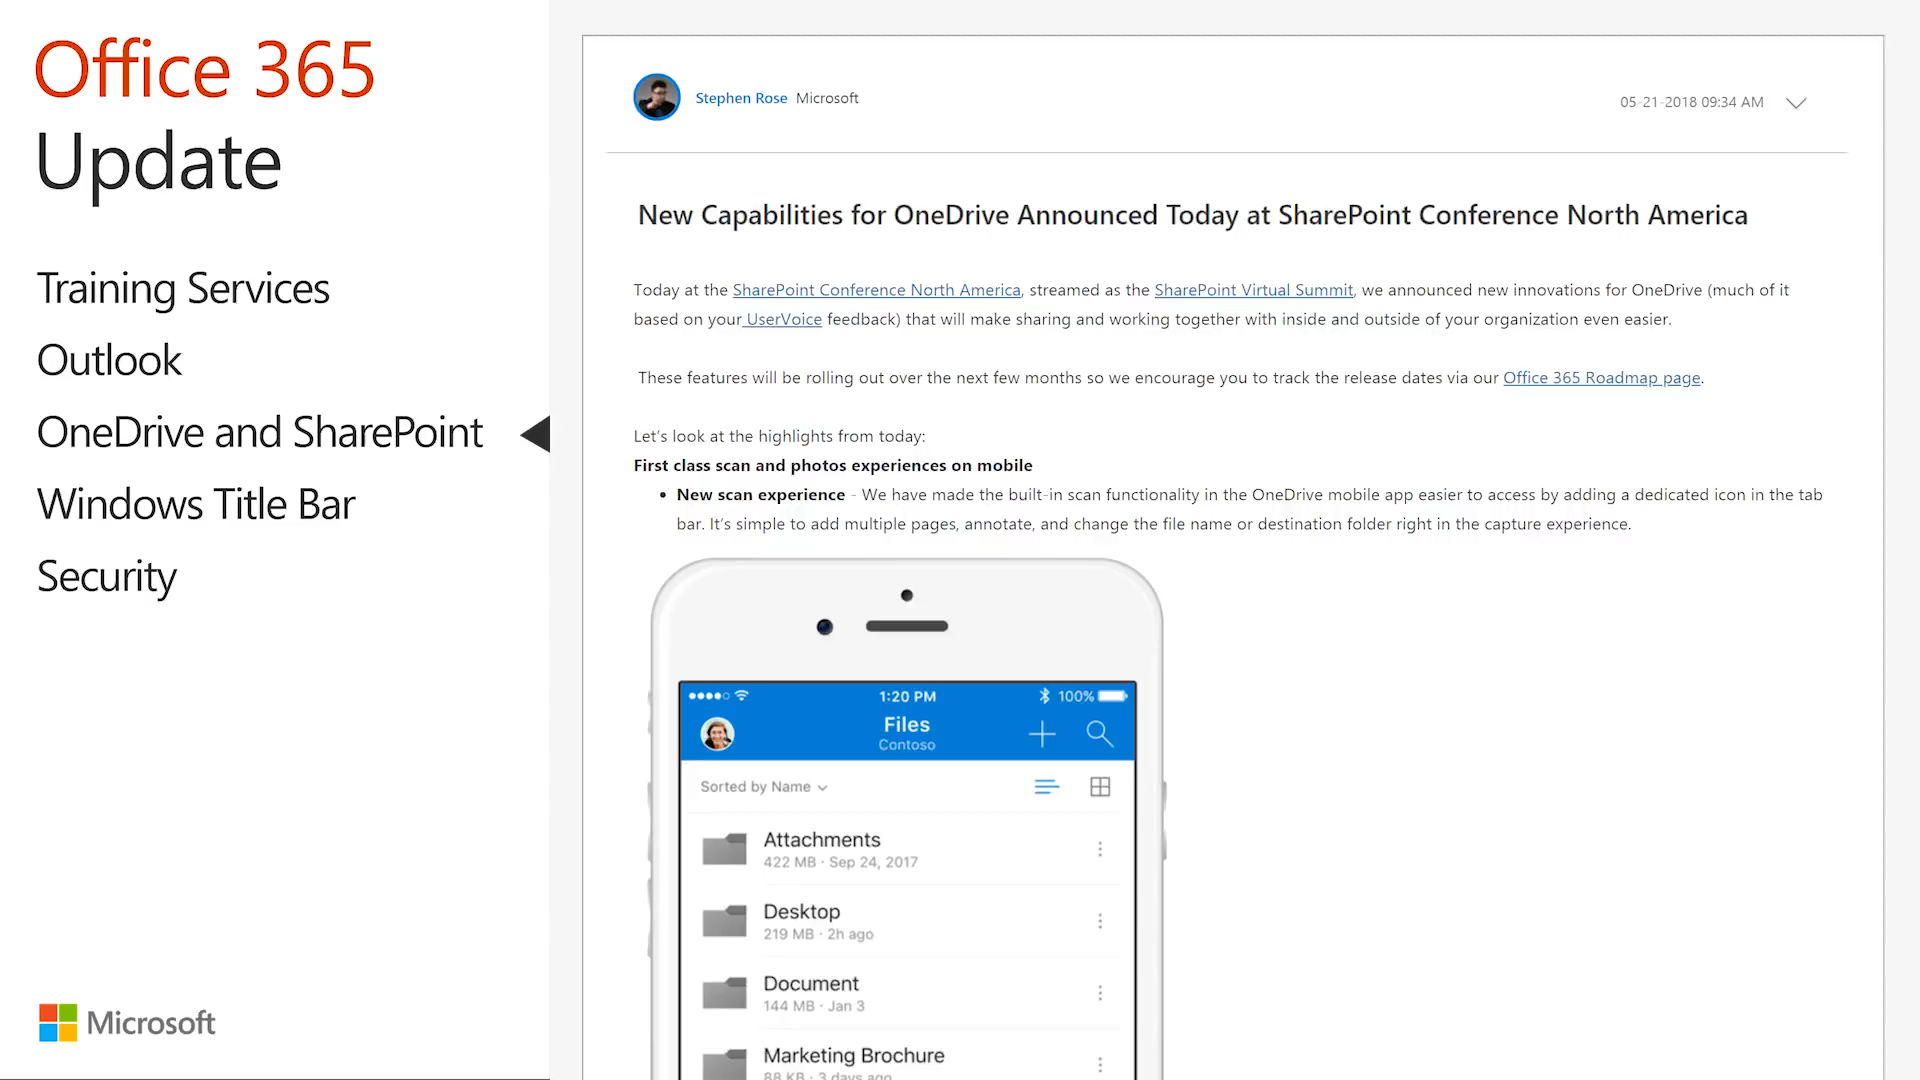 Office 365
Update
Training Services
Outlook
OneDrive and SharePoint
Windows Title Bar
Security
Microsoft
Stephen Rose Microsoft
05-21-2018 09:34 AM
New Capabilities for OneDrive Announced Today at SharePoint Conference North America
Today at the SharePoint Conference North America, streamed as the SharePoint Virtual Summit, we announced new innovations for OneDrive (much of it
based on your UserVoice feedback) that will make sharing and working together with inside and outside of your organization even easier.
These features will be rolling out over the next few months so we encourage you to track the release dates via our Office 365 Roadmap page.
Let's look at the highlights from today:
First class scan and photos experiences on mobile
• New scan experience - We have made the built-in scan functionality in the OneDrive mobile app easier to access by adding a dedicated icon in the tab
bar. It's simple to add multiple pages, annotate, and change the file name or destination folder right in the capture experience.
1:20 PM
100%
Files
Contoso
Sorted by Name
Attachments
422 MB · Sep 24, 2017
Desktop
219 MB · 2h ago
Document
144 MB · Jan 3
Marketing Brochure
88 KB · 3 days ago